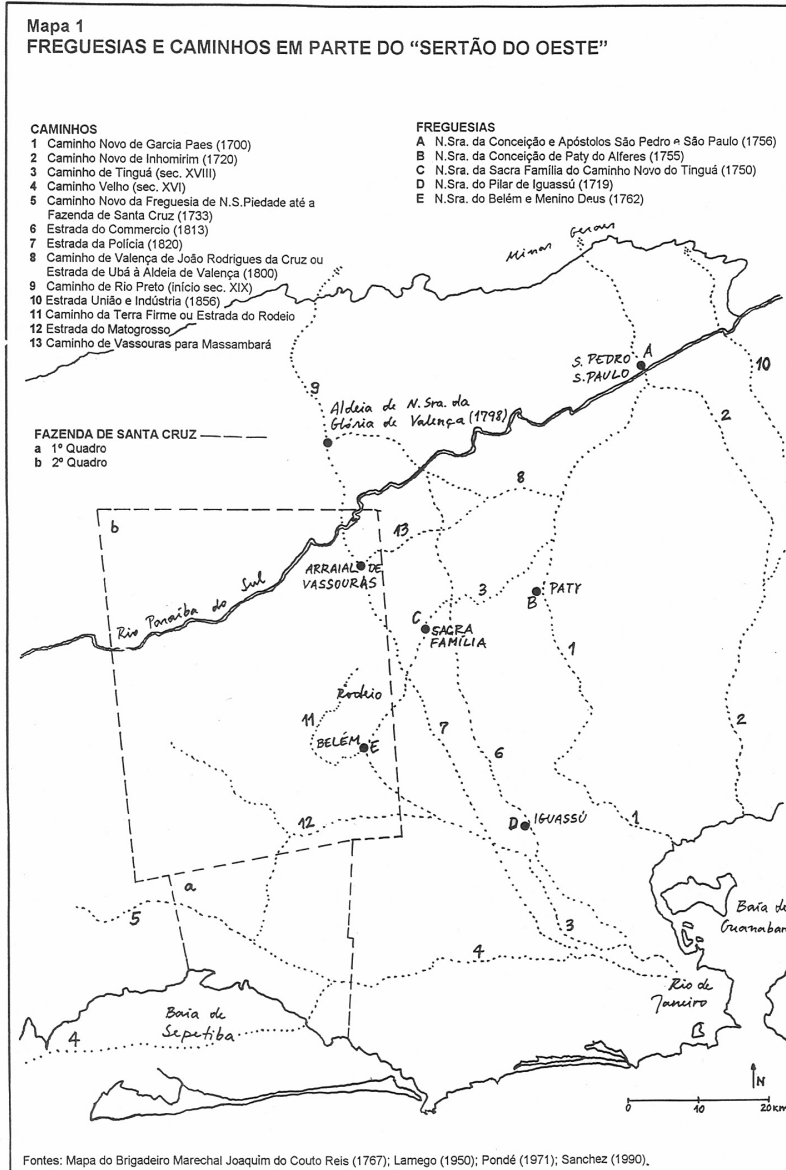 Mapa 1
FREGUESIAS E CAMINHOS EM PARTE DO “SERTÃO DO OESTE”
CAMINHOS
1 Caminho Novo de Garcia Paes (1700)
2 Caminho Novo de Inhomirim (1720)
3 Caminho de Tinguá (sec. XVIII)
4 Caminho Velho (sec. XVI)
5 Caminho Novo da Freguesia de N.S.Piedade até a
Fazenda de Santa Cruz (1733)
6 Estrada do Commercio (1813)
7 Estrada da Polícia (1820)
8 Caminho de Valença de João Rodrigues da Cruz ou
Estrada de Ubá à Aldeia de Valença (1800)
9 Caminho de Rio Preto (início sec. XIX)
10 Estrada União e Indústria (1856)
11 Caminho da Terra Firme ou Estrada do Rodeio
12 Estrada do Matogrosso
13 Caminho de Vassouras para Massambará
FREGUESIAS
A N.Sra. da Conceição e Apóstolos São Pedro e São Paulo (1756)
B N.Sra. da Conceição de Paty do Alferes (1755)
C N.Sra. da Sacra Família do Caminho Novo do Tinguá (1750)
D N.Sra. do Pilar de Iguassú (1719)
E N.Sra. do Belém e Menino Deus (1762)
FAZENDA DE SANTA CRUZ
a 1º Quadro
b 2º Quadro
Minas Gerais
A
S. PEDRO
S. PAULO
10
9
2
Aldeia de N. Sra. da
Glória de Valença (1798)
8
b
13
ARRAIAL DE
VASSOURAS
3
PATY
B
Rio Paraíba do Sul
C
SACRA
FAMÍLIA
1
Rodeio
11
7
2
BELÉM
E
6
12
D
IGUASSÚ
1
a
5
Baía de
Guanabar
3
4
Rio de
Janeiro
Baía de
Sepetiba
4
N
0 10 20 km
Fontes: Mapa do Brigadeiro Marechal Joaquim do Couto Reis (1767); Lamego (1950); Pondé (1971); Sanchez (1990).